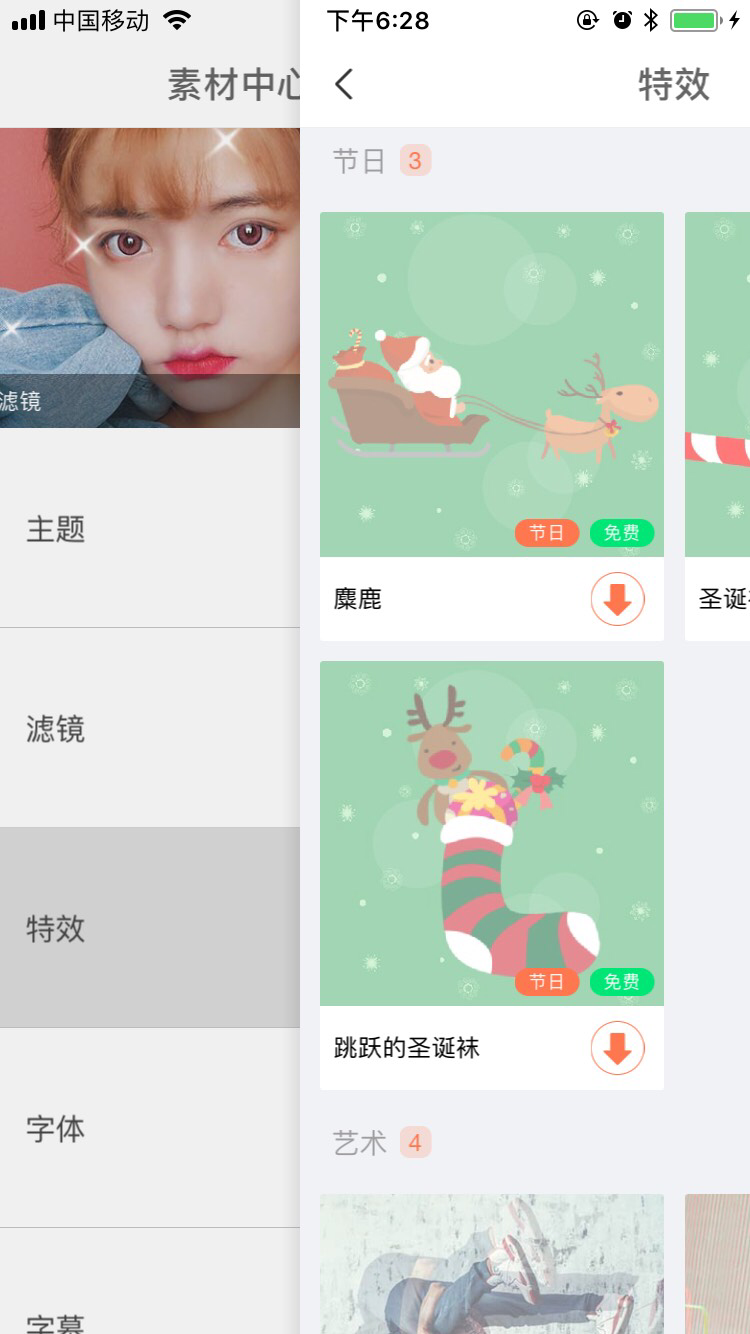 中国移动
下午6:28
素材中心
特效
滤镜
主题
滤镜
特效
字体
字幕
节日 3
节日 免费
麋鹿
圣诞
节日 免费
跳跃的圣诞袜
艺术 4